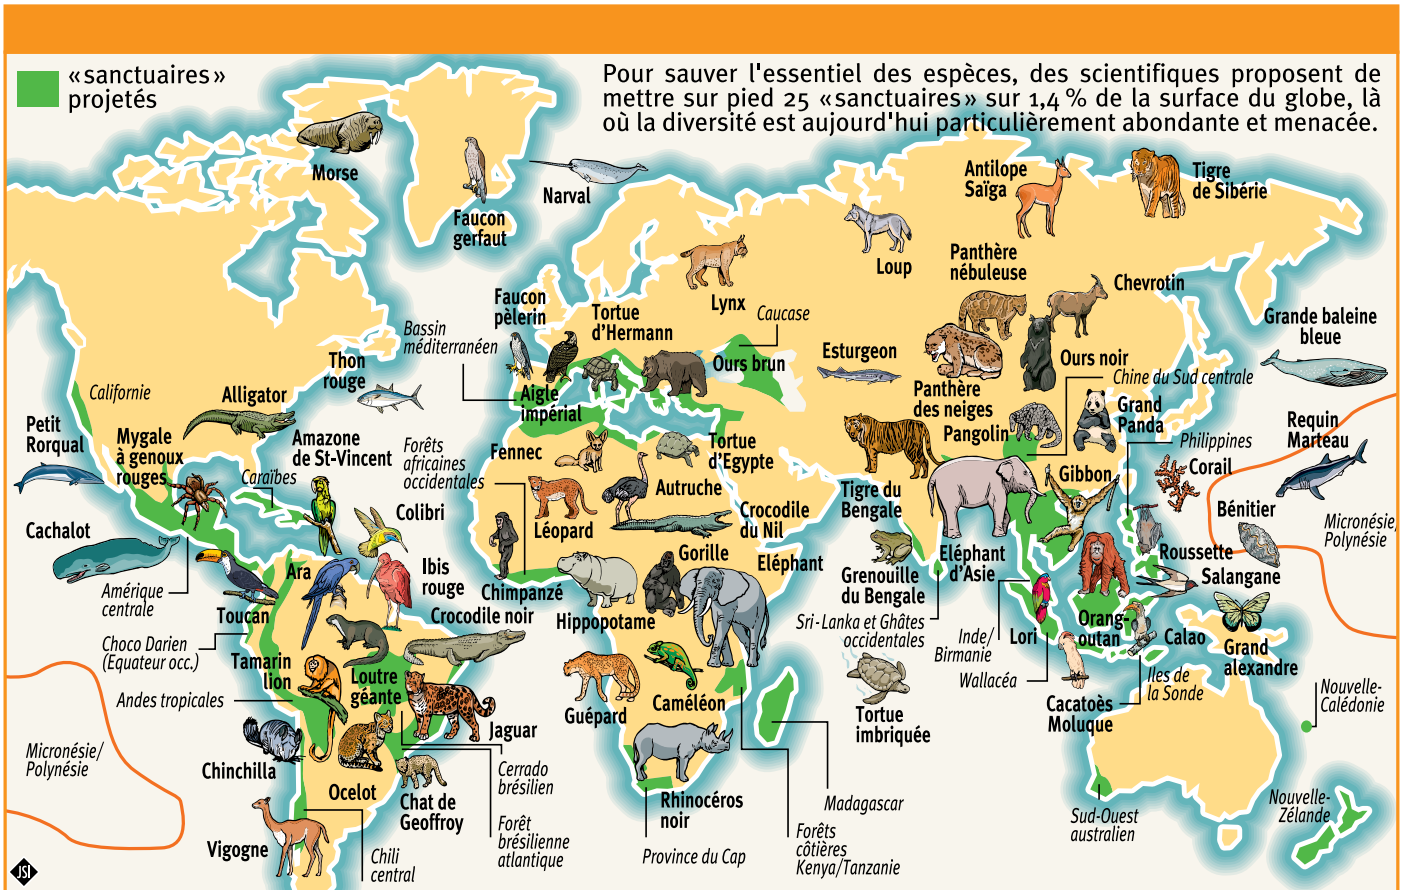 « sanctuaires »
projetés
Pour sauver l'essentiel des espèces, des scientifiques proposent de
mettre sur pied 25 « sanctuaires » sur 1,4 % de la surface du globe, là
où la diversité est aujourd'hui particulièrement abondante et menacée.
Morse
Faucon
gerfaut
Narval
Antilope
Saïga
Tigre
de Sibérie
Loup
Panthère
nébuleuse
Chevrotin
Lynx
Caucase
Faucon
pèlerin
Tortue
d'Hermann
Bassin
méditerranéen
Grande baleine
bleue
Esturgeon
Ours brun
Ours noir
Chine du Sud centrale
Thon
rouge
Californie
Alligator
Aigle
impérial
Panthère
des neiges
Pangolin
Grand
Panda
Petit
Rorqual
Mygale
à genoux
rouges
Amazone
de St-Vincent
Caraïbes
Forêts
africaines
occidentales
Fennec
Tortue
d'Egypte
Philippines
Requin
Marteau
Corail
Gibbon
Autruche
Léopard
Crocodile
du Nil
Tigre du
Bengale
Bénitier
Micronésie/
Polynésie
Cachalot
Colibri
Ibis
rouge
Ara
Gorille
Eléphant
Eléphant
d'Asie
Roussette
Salangane
Amérique
centrale
Toucan
Chimpanzé
Hippopotame
Grenouille
du Bengale
Crocodile noir
Sri-Lanka et Ghâtes
occidentales
Inde/
Birmanie
Lori
Orang-
outan
Calao
Grand
alexandre
Choco Darien
(Equateur occ.)
Tamarin
lion
Loutre
géante
Wallacéa
Iles de
la Sonde
Nouvelle-
Calédonie
Andes tropicales
Jaguar
Guépard
Caméléon
Tortue
imbriquée
Cacatoès
Moluque
Micronésie/
Polynésie
Chinchilla
Ocelot
Chat de
Geoffroy
Cerrado
brésilien
Rhinocéros
noir
Madagascar
Sud-Ouest
australien
Nouvelle-
Zélande
Vigogne
Chili
central
Forêt
brésilienne
atlantique
Province du Cap
Forêts
côtières
Kenya/Tanzanie
JSI